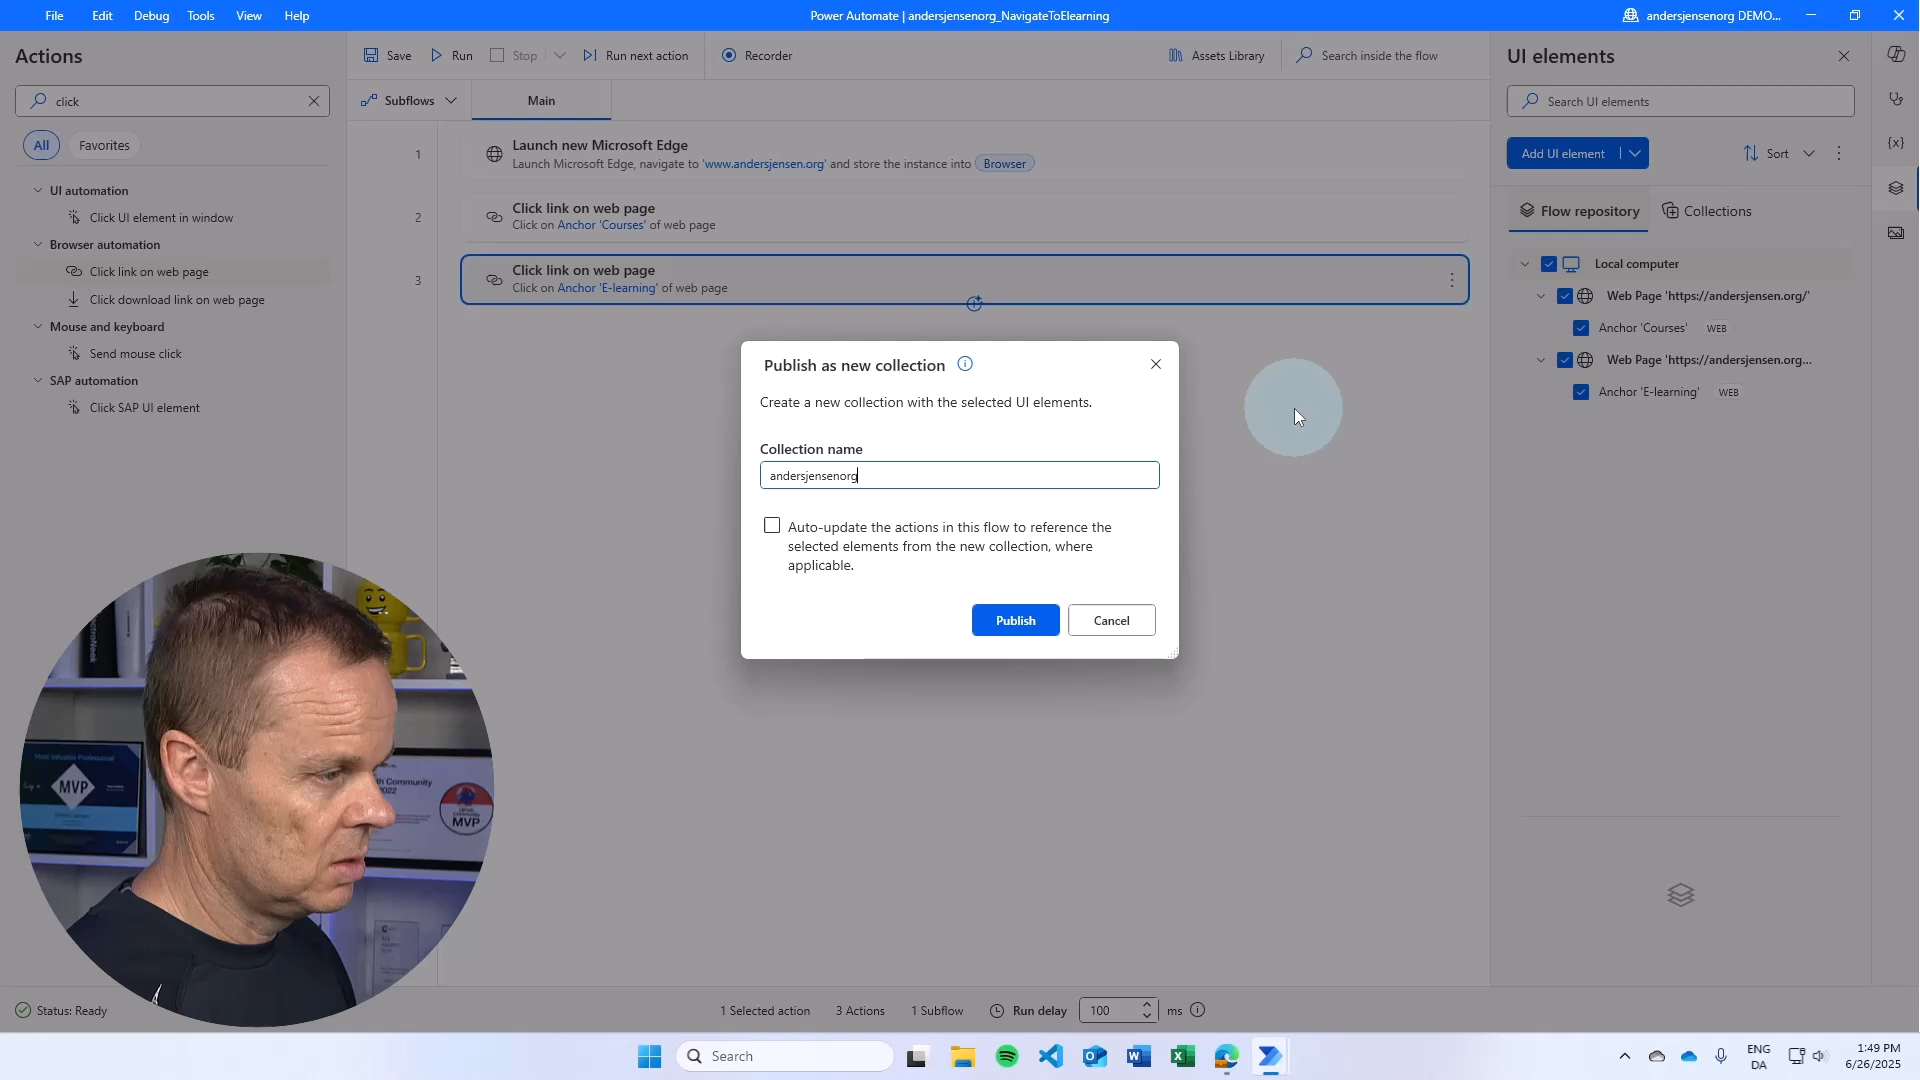 File Edit Debug Tools View Help
Power Automate | andersjensenorg_NavigateToElearning
andersjensenorg DEMO...
Actions
click
All Favorites
UI automation
Click UI element in window
Browser automation
Click link on web page
Click download link on web page
Mouse and keyboard
Send mouse click
SAP automation
Click SAP UI element
Save Run Stop Run next action Recorder
Assets Library Search inside the flow
Subflows Main
1 Launch new Microsoft Edge
Launch Microsoft Edge, navigate to 'www.andersjensen.org' and store the instance into Browser
2 Click link on web page
Click on Anchor 'Courses' of web page
3 Click link on web page
Click on Anchor 'E-learning' of web page
Publish as new collection
Create a new collection with the selected UI elements.
Collection name
andersjensenorg
Auto-update the actions in this flow to reference the
selected elements from the new collection, where
applicable.
Publish Cancel
UI elements
Search UI elements
Add UI element Sort
{x}
Flow repository Collections
Local computer
Web Page 'https://andersjensen.org/'
Anchor 'Courses' WEB
Web Page 'https://andersjensen.org...
Anchor 'E-learning' WEB
MVP
MVP
Status: Ready
1 Selected action 3 Actions 1 Subflow Run delay 100 ms
Search
ENG
DA
1:49 PM
6/26/2025